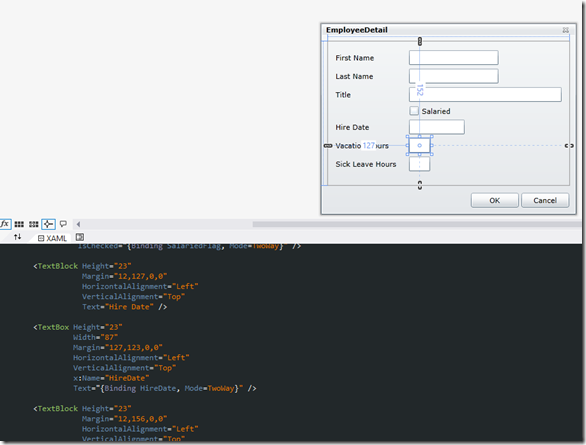 EmployeeDetail
First Name
Last Name
152
Title
Salaried
Hire Date
Vacatio 127 urs
Sick Leave Hours
OK Cancel
fx
XAML
IsChecked="{Binding SalariedFlag, Mode=TwoWay}" />
<TextBlock Height="23"
Margin="12,127,0,0"
HorizontalAlignment="Left"
VerticalAlignment="Top"
Text="Hire Date" />
<TextBox Height="23"
Width="87"
Margin="127,123,0,0"
HorizontalAlignment="Left"
VerticalAlignment="Top"
x:Name="HireDate"
Text="{Binding HireDate, Mode=TwoWay}" />
<TextBlock Height="23"
Margin="12,156,0,0"
HorizontalAlignment="Left"
VerticalAlignment="Top"